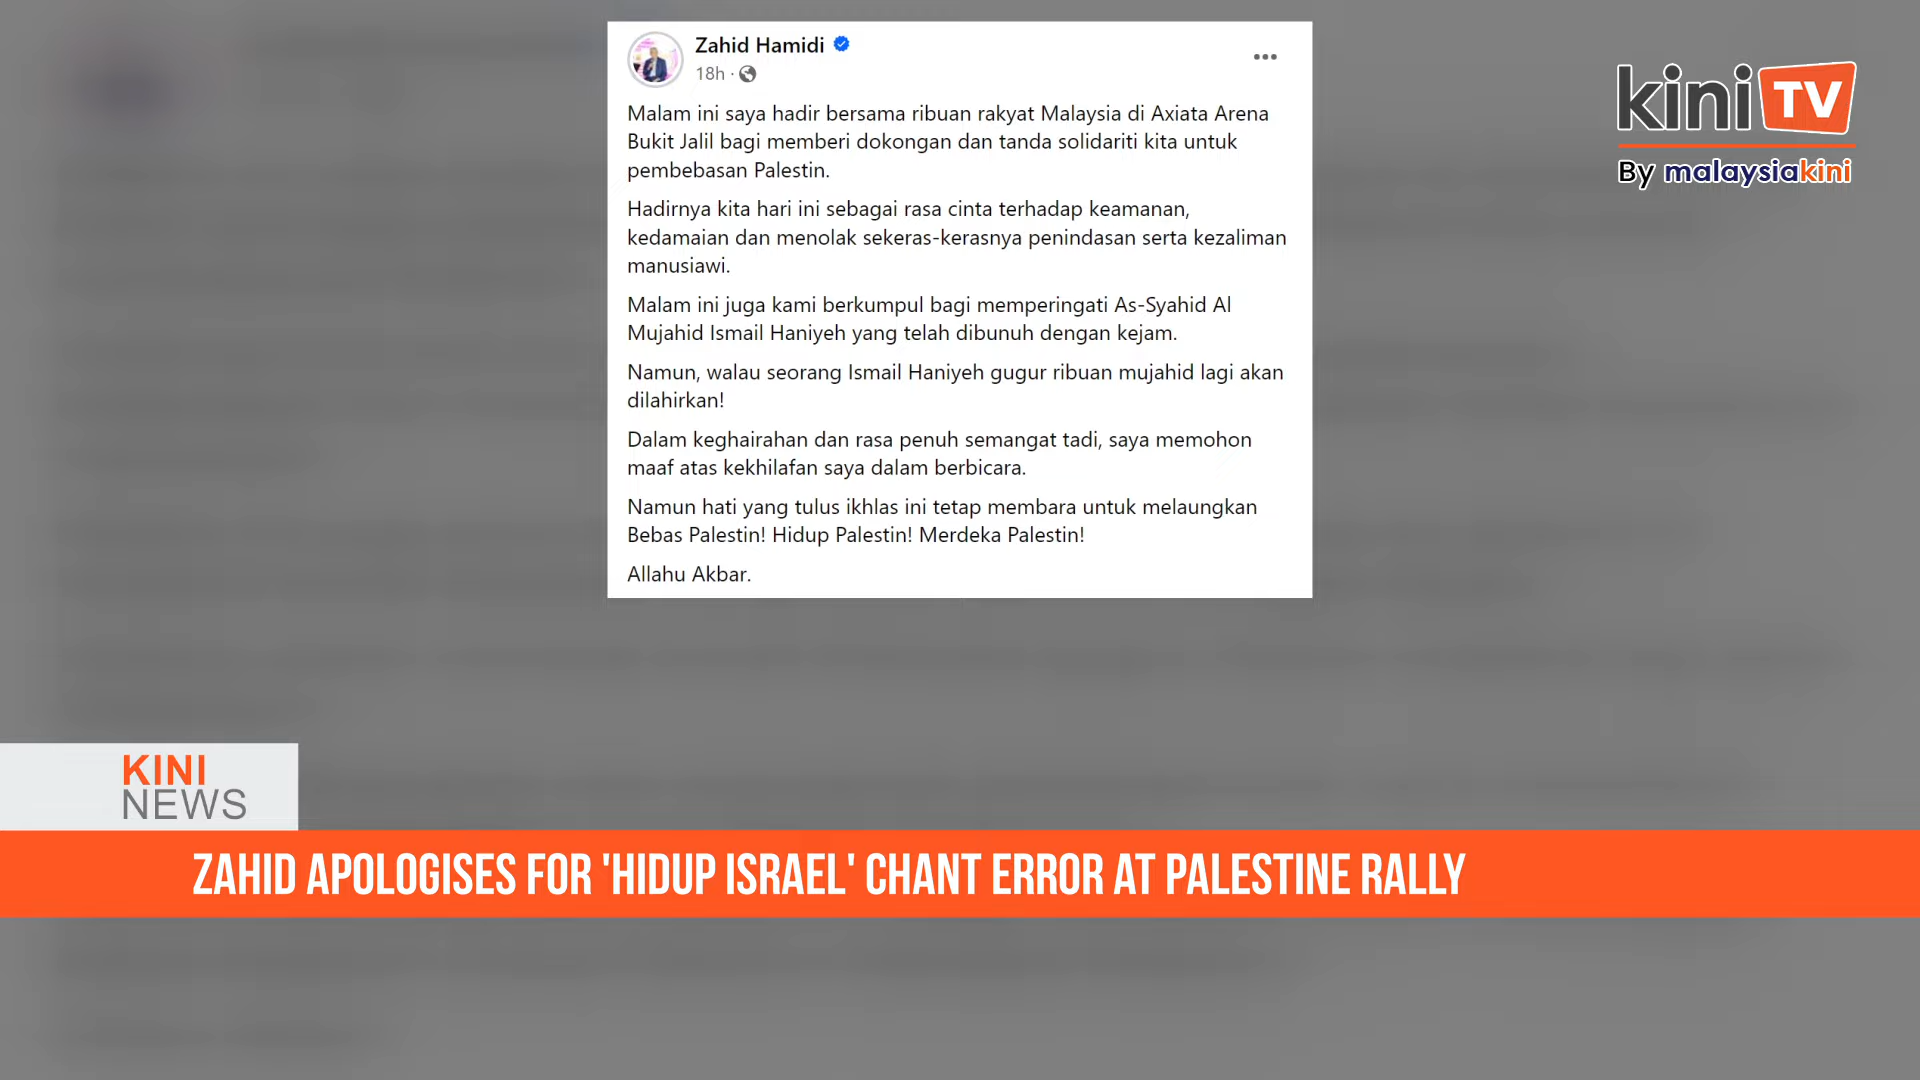 Zahid Hamidi
18h ·
Malam ini saya hadir bersama ribuan rakyat Malaysia di Axiata Arena
Bukit Jalil bagi memberi dokongan dan tanda solidariti kita untuk
pembebasan Palestin.
Hadirnya kita hari ini sebagai rasa cinta terhadap keamanan,
kedamaian dan menolak sekeras-kerasnya penindasan serta kezaliman
manusiawi.
Malam ini juga kami berkumpul bagi memperingati As-Syahid Al
Mujahid Ismail Haniyeh yang telah dibunuh dengan kejam.
Namun, walau seorang Ismail Haniyeh gugur ribuan mujahid lagi akan
dilahirkan!
Dalam keghairahan dan rasa penuh semangat tadi, saya memohon
maaf atas kekhilafan saya dalam berbicara.
Namun hati yang tulus ikhlas ini tetap membara untuk melaungkan
Bebas Palestin! Hidup Palestin! Merdeka Palestin!
Allahu Akbar.
kini TV
By malaysiakini
KINI
NEWS
ZAHID APOLOGISES FOR 'HIDUP ISRAEL' CHANT ERROR AT PALESTINE RALLY